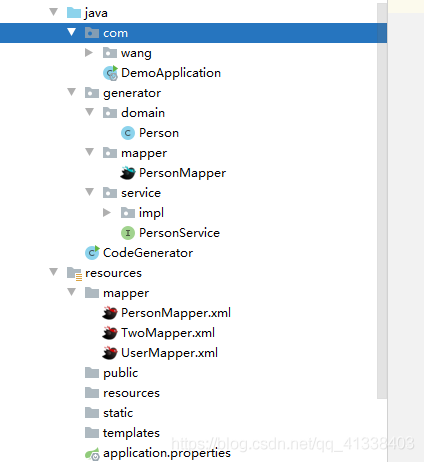 java
com
wang
DemoApplication
generator
domain
Person
mapper
PersonMapper
service
impl
PersonService
CodeGenerator
resources
mapper
PersonMapper.xml
TwoMapper.xml
UserMapper.xml
public
resources
static
templates
https://blog.csdn.net/qq_41338403
application.properties